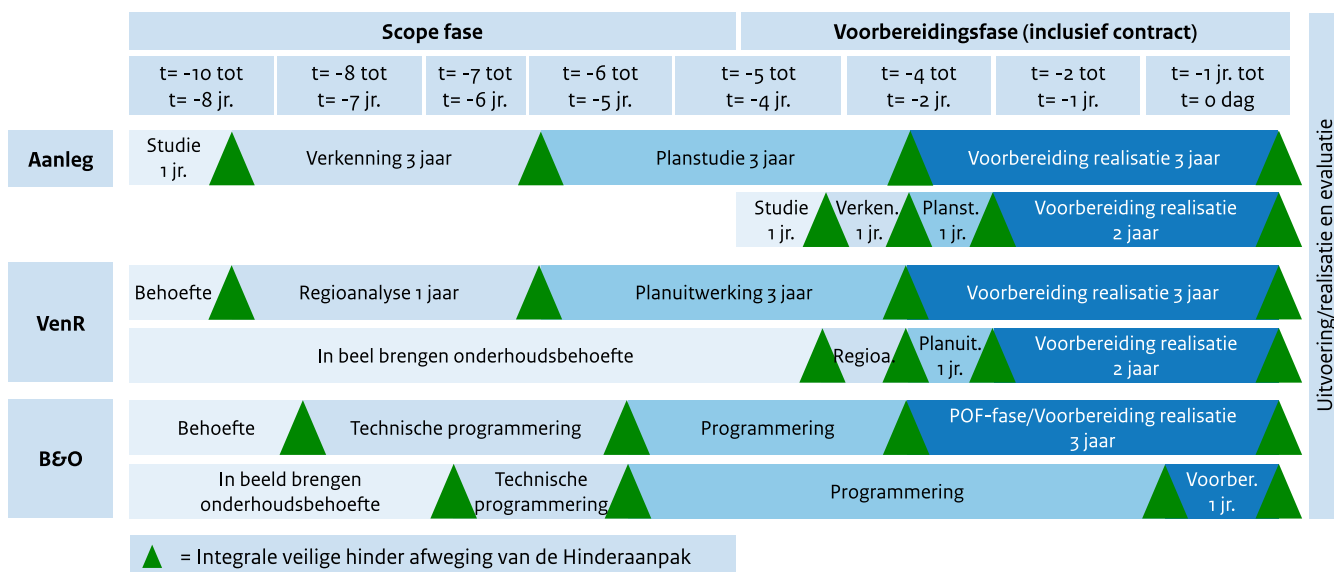 Scope fase
Voorbereidingsfase (inclusief contract)
t= -10 tot
t= -8 jr.
t= -8 tot
t= -7 jr.
t= -7 tot
t= -6 jr.
t= -6 tot
t= -5 jr.
t= -5 tot
t= -4 jr.
t= -4 tot
t= -2 jr.
t= -2 tot
t= -1 jr.
t= -1 jr. tot
t= 0 dag
Aanleg
Studie
1 jr.
Verkenning 3 jaar
Planstudie 3 jaar
Voorbereiding realisatie 3 jaar
Studie
1 jr.
Verken.
1 jr.
Planst.
1 jr.
Voorbereiding realisatie
2 jaar
VenR
Behoefte
Regioanalyse 1 jaar
Planuitwerking 3 jaar
Voorbereiding realisatie 3 jaar
In beel brengen onderhoudsbehoefte
Regioa.
Planuit.
1 jr.
Voorbereiding realisatie
2 jaar
B&O
Behoefte
Technische programmering
Programmering
POF-fase/Voorbereiding realisatie
3 jaar
In beeld brengen
onderhoudsbehoefte
Technische
programmering
Programmering
Voorber.
1 jr.
Uitvoering/realisatie en evaluatie
= Integrale veilige hinder afweging van de Hinderaanpak